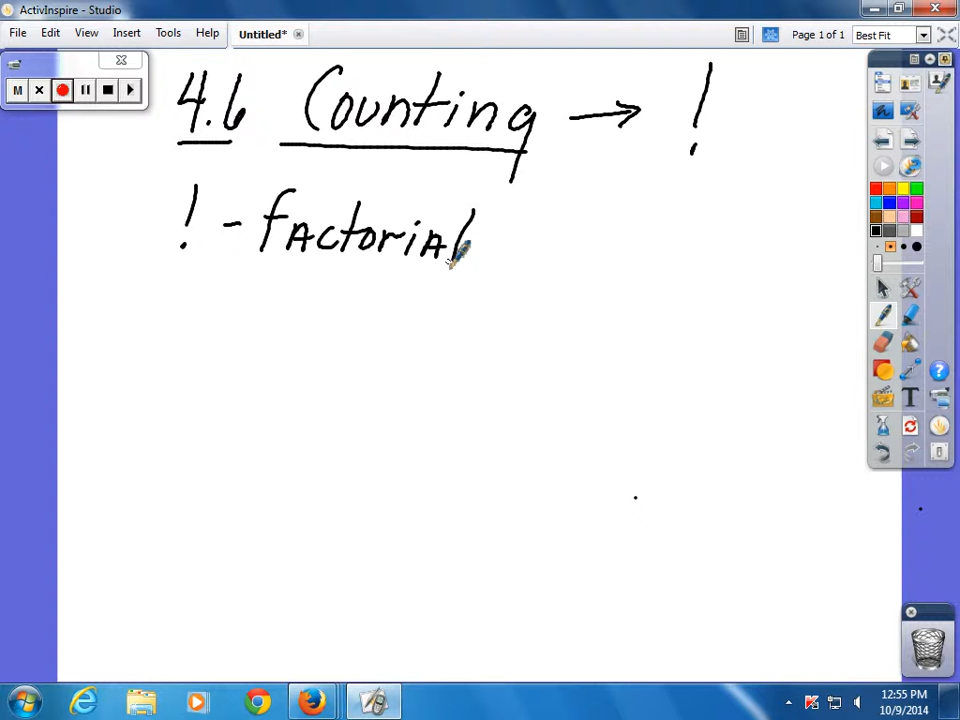 ActivInspire - Studio
File Edit View Insert Tools Help Untitled* Page 1 of 1 Best Fit
M
4.6 Counting → !
! - factorial
T
?
12:55 PM
10/9/2014